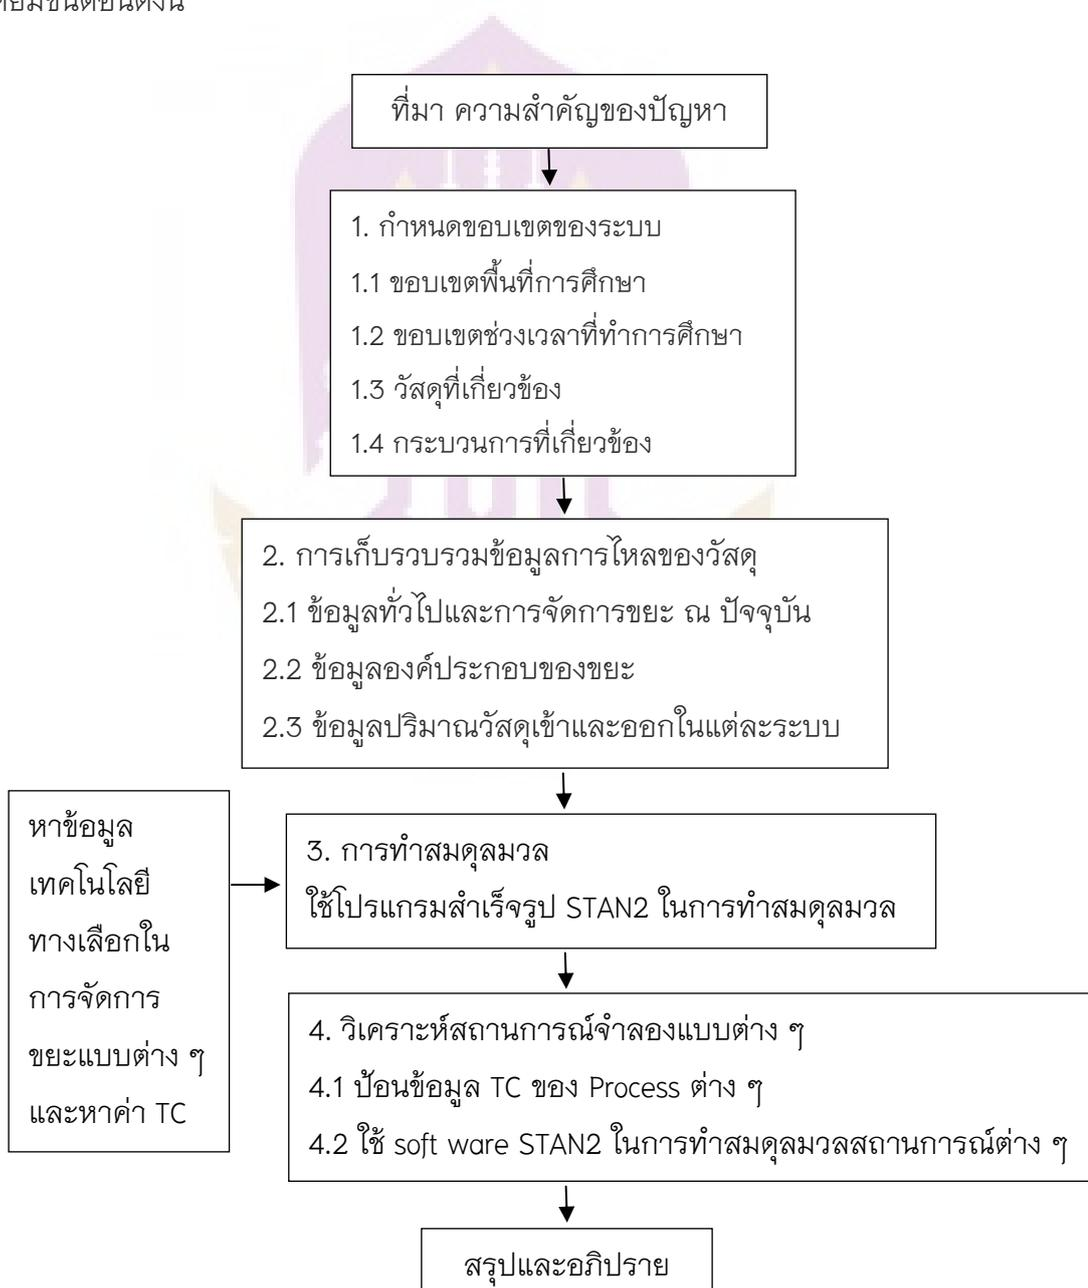 ที่มา ความสำคัญของปัญหา
1. กำหนดขอบเขตของระบบ
1.1 ขอบเขตพื้นที่การศึกษา
1.2 ขอบเขตช่วงเวลาที่ทำการศึกษา
1.3 วัสดุที่เกี่ยวข้อง
1.4 กระบวนการที่เกี่ยวข้อง
2. การเก็บรวบรวมข้อมูลการไหลของวัสดุ
2.1 ข้อมูลทั่วไปและการจัดการขยะ ณ ปัจจุบัน
2.2 ข้อมูลองค์ประกอบของขยะ
2.3 ข้อมูลปริมาณวัสดุเข้าและออกในแต่ละระบบ
หาข้อมูล
เทคโนโลยี
ทางเลือกใน
การจัดการ
ขยะแบบต่าง ๆ
และหาค่า TC
3. การทำสมดุลมวล
ใช้โปรแกรมสำเร็จรูป STAN2 ในการทำสมดุลมวล
4. วิเคราะห์สถานการณ์จำลองแบบต่าง ๆ
4.1 ป้อนข้อมูล TC ของ Process ต่าง ๆ
4.2 ใช้ soft ware STAN2 ในการทำสมดุลมวลสถานการณ์ต่าง ๆ
สรุปและอภิปราย